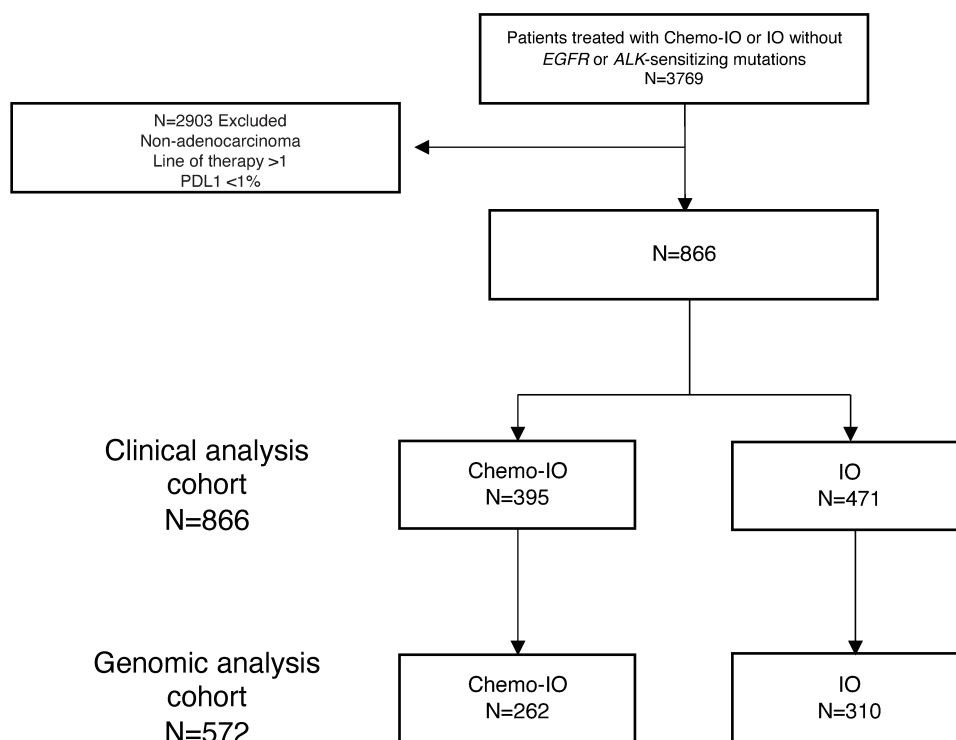 Patients treated with Chemo-IO or IO without
EGFR or ALK-sensitizing mutations
N=3769
N=2903 Excluded
Non-adenocarcinoma
Line of therapy >1
PDL1 <1%
N=866
Clinical analysis
cohort
N=866
Chemo-IO
N=395
IO
N=471
Genomic analysis
cohort
N=572
Chemo-IO
N=262
IO
N=310